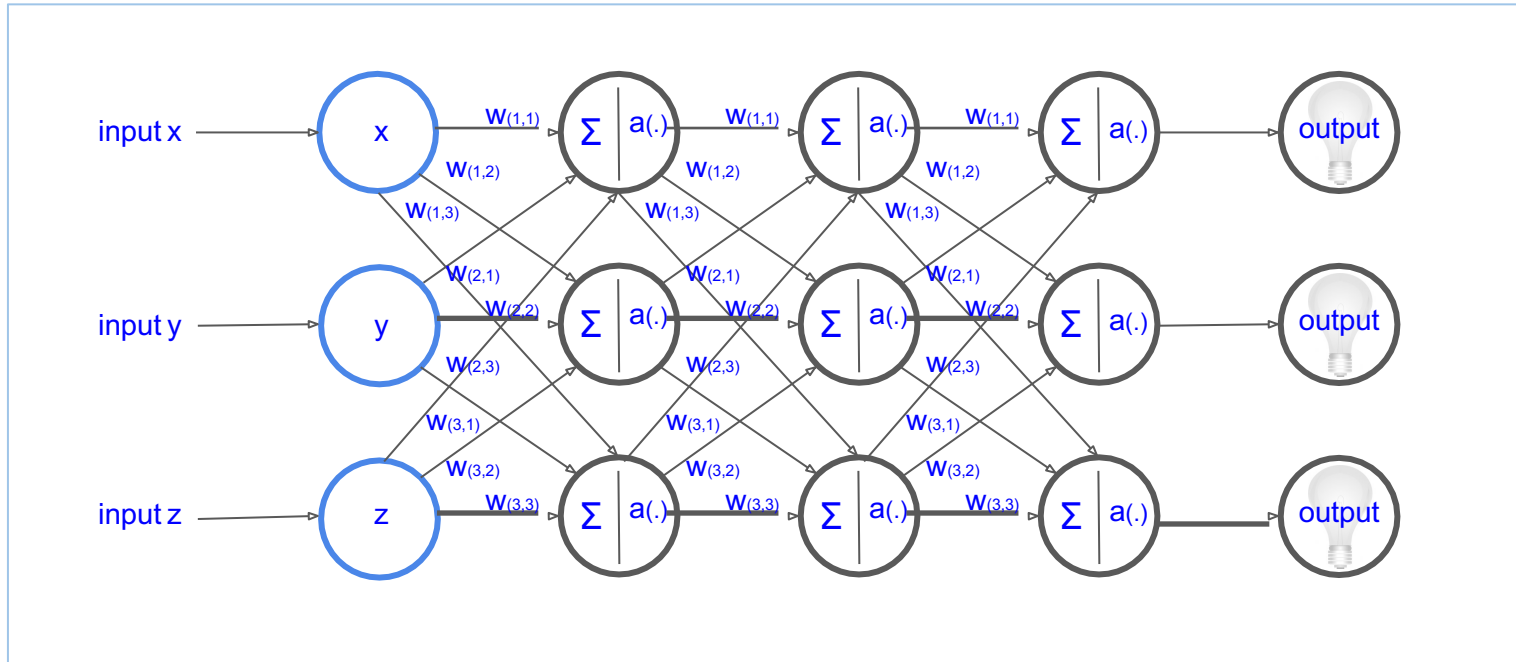 input x
x
W(1,1)
Σ
a(.)
W(1,1)
Σ
a(.)
W(1,1)
Σ
a(.)
output
W(1,2)
W(1,2)
W(1,2)
W(1,3)
W(1,3)
W(1,3)
W(2,1)
W(2,1)
W(2,1)
input y
y
W(2,2)
Σ
a(.)
W(2,2)
Σ
a(.)
W(2,2)
Σ
a(.)
output
W(2,3)
W(2,3)
W(2,3)
W(3,1)
W(3,1)
W(3,1)
W(3,2)
W(3,2)
W(3,2)
input z
z
W(3,3)
Σ
a(.)
W(3,3)
Σ
a(.)
W(3,3)
Σ
a(.)
output